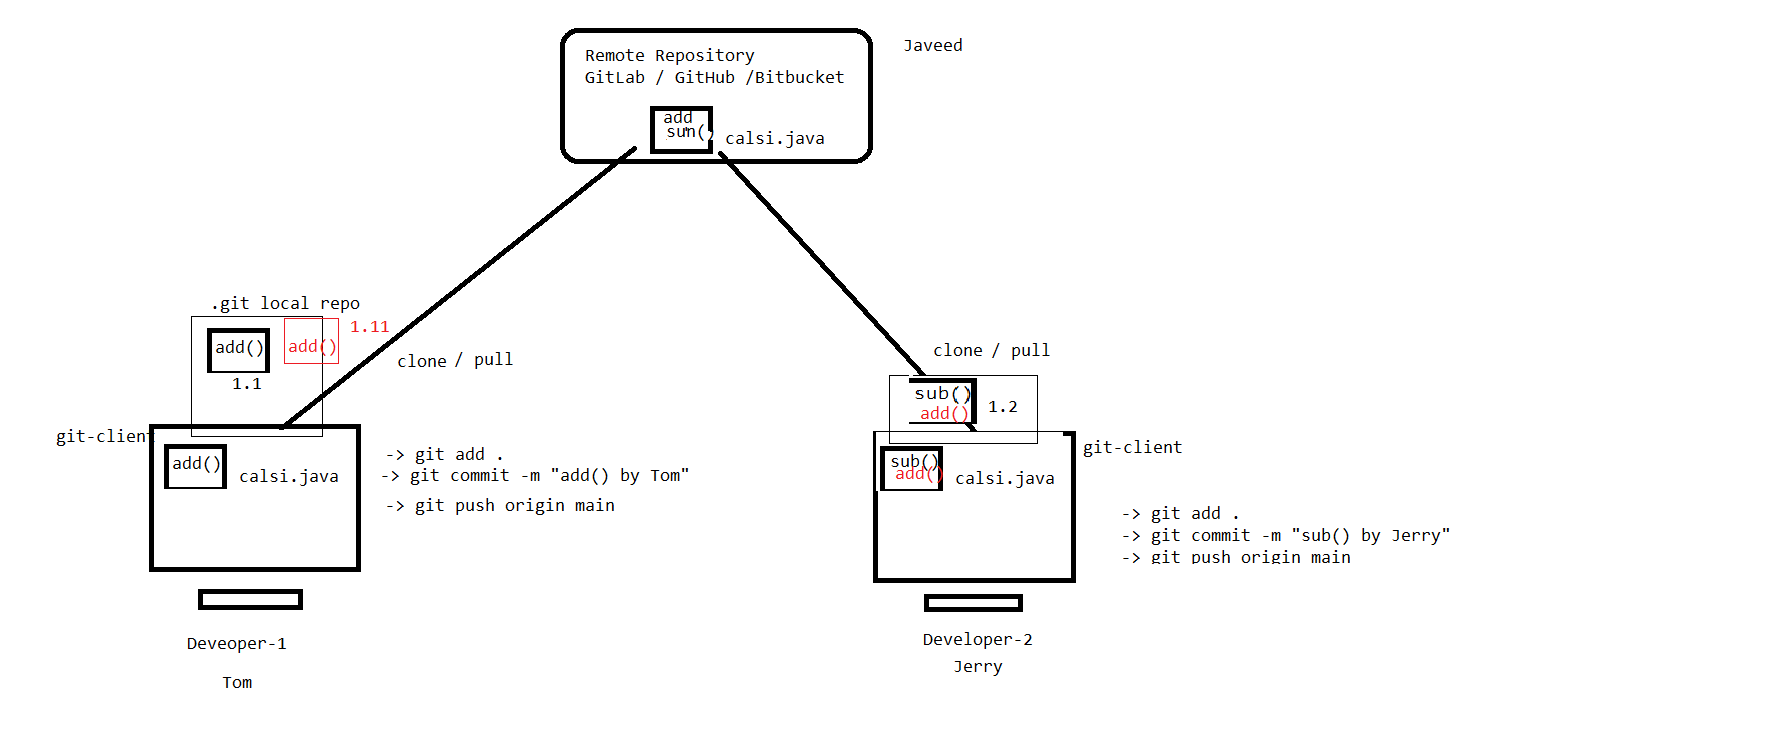 Javeed
Remote Repository
GitLab / GitHub /Bitbucket
add
sun()
calsi.java
.git local repo
1.11
add()
add()
1.1
clone / pull
clone / pull
sub()
add()
1.2
git-client
add()
calsi.java
-> git add .
-> git commit -m "add() by Tom"
-> git push origin main
git-client
sub()
add()
calsi.java
-> git add .
-> git commit -m "sub() by Jerry"
-> git push origin main
Deveoper-1
Tom
Developer-2
Jerry